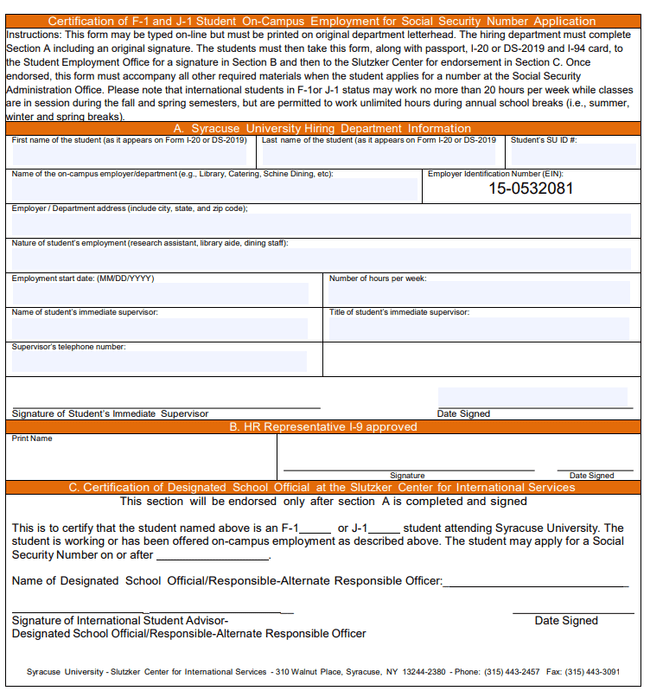 Certification of F-1 and J-1 Student On-Campus Employment for Social Security Number Application
Instructions: This form may be typed on-line but must be printed on original department letterhead. The hiring department must complete
Section A including an original signature. The students must then take this form, along with passport, I-20 or DS-2019 and I-94 card, to
the Student Employment Office for a signature in Section B and then to the Slutzker Center for endorsement in Section C. Once
endorsed, this form must accompany all other required materials when the student applies for a number at the Social Security
Administration Office. Please note that international students in F-1or J-1 status may work no more than 20 hours per week while classes
are in session during the fall and spring semesters, but are permitted to work unlimited hours during annual school breaks (i.e., summer,
winter and spring breaks).
A. Syracuse University Hiring Department Information
First name of the student (as it appears on Form I-20 or DS-2019)
Last name of the student (as it appears on Form I-20 or DS-2019
Student's SU ID #:
Name of the on-campus employer/department (e.g., Library, Catering, Schine Dining, etc):
Employer Identification Number (EIN):
15-0532081
Employer / Department address (include city, state, and zip code);
Nature of student's employment (research assistant, library aide, dining staff):
Employment start date: (MM/DD/YYYY)
Number of hours per week:
Name of student's immediate supervisor:
Title of student's immediate supervisor:
Supervisor's telephone number:
Signature of Student's Immediate Supervisor
Date Signed
B. HR Representative I-9 approved
Print Name
Signature
Date Signed
C. Certification of Designated School Official at the Slutzker Center for International Services
This section will be endorsed only after section A is completed and signed
This is to certify that the student named above is an F-1_____ or J-1_____ student attending Syracuse University. The
student is working or has been offered on-campus employment as described above. The student may apply for a Social
Security Number on or after __________________.
Name of Designated School Official/Responsible-Alternate Responsible Officer:_____________________________
Signature of International Student Advisor-
Date Signed
Designated School Official/Responsible-Alternate Responsible Officer
Syracuse University - Slutzker Center for International Services - 310 Walnut Place, Syracuse, NY 13244-2380 - Phone: (315) 443-2457 Fax: (315) 443-3091